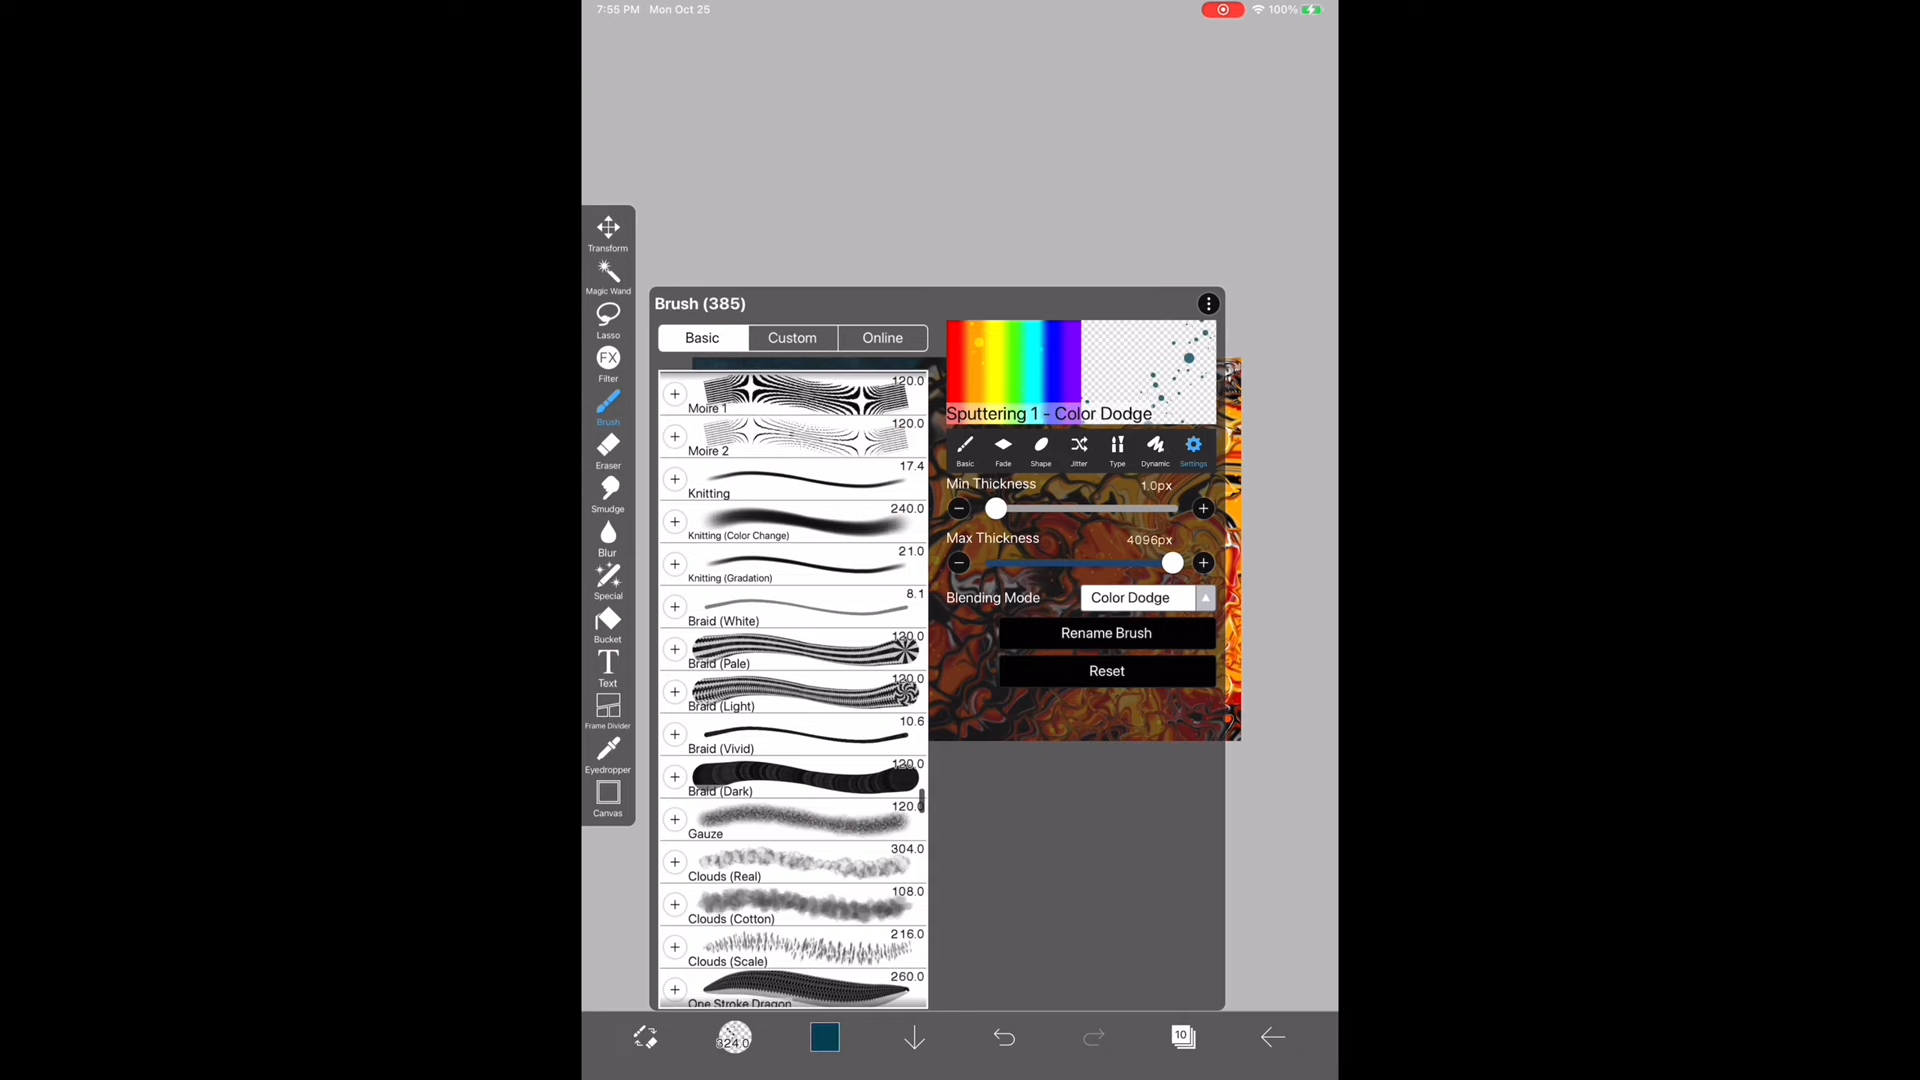 7:55 PM Mon Oct 25
100%
Transform
Magic Wand
Lasso
FX
Filter
Brush
Eraser
Smudge
Blur
Special
Bucket
T
Text
Frame Divider
Eyedropper
Canvas
Brush (385)
Basic Custom Online
120.0
Moire 1
120.0
Moire 2
17.4
Knitting
240.0
Knitting (Color Change)
21.0
Knitting (Gradation)
8.1
Braid (White)
120.0
Braid (Pale)
120.0
Braid (Light)
10.6
Braid (Vivid)
120.0
Braid (Dark)
120.0
Gauze
304.0
Clouds (Real)
108.0
Clouds (Cotton)
216.0
Clouds (Scale)
260.0
One Stroke Dragon
Sputtering 1 - Color Dodge
Basic Fade Shape Jitter Type Dynamic Settings
Min Thickness 1.0px
Max Thickness 4096px
Blending Mode Color Dodge
Rename Brush
Reset
324.0
10